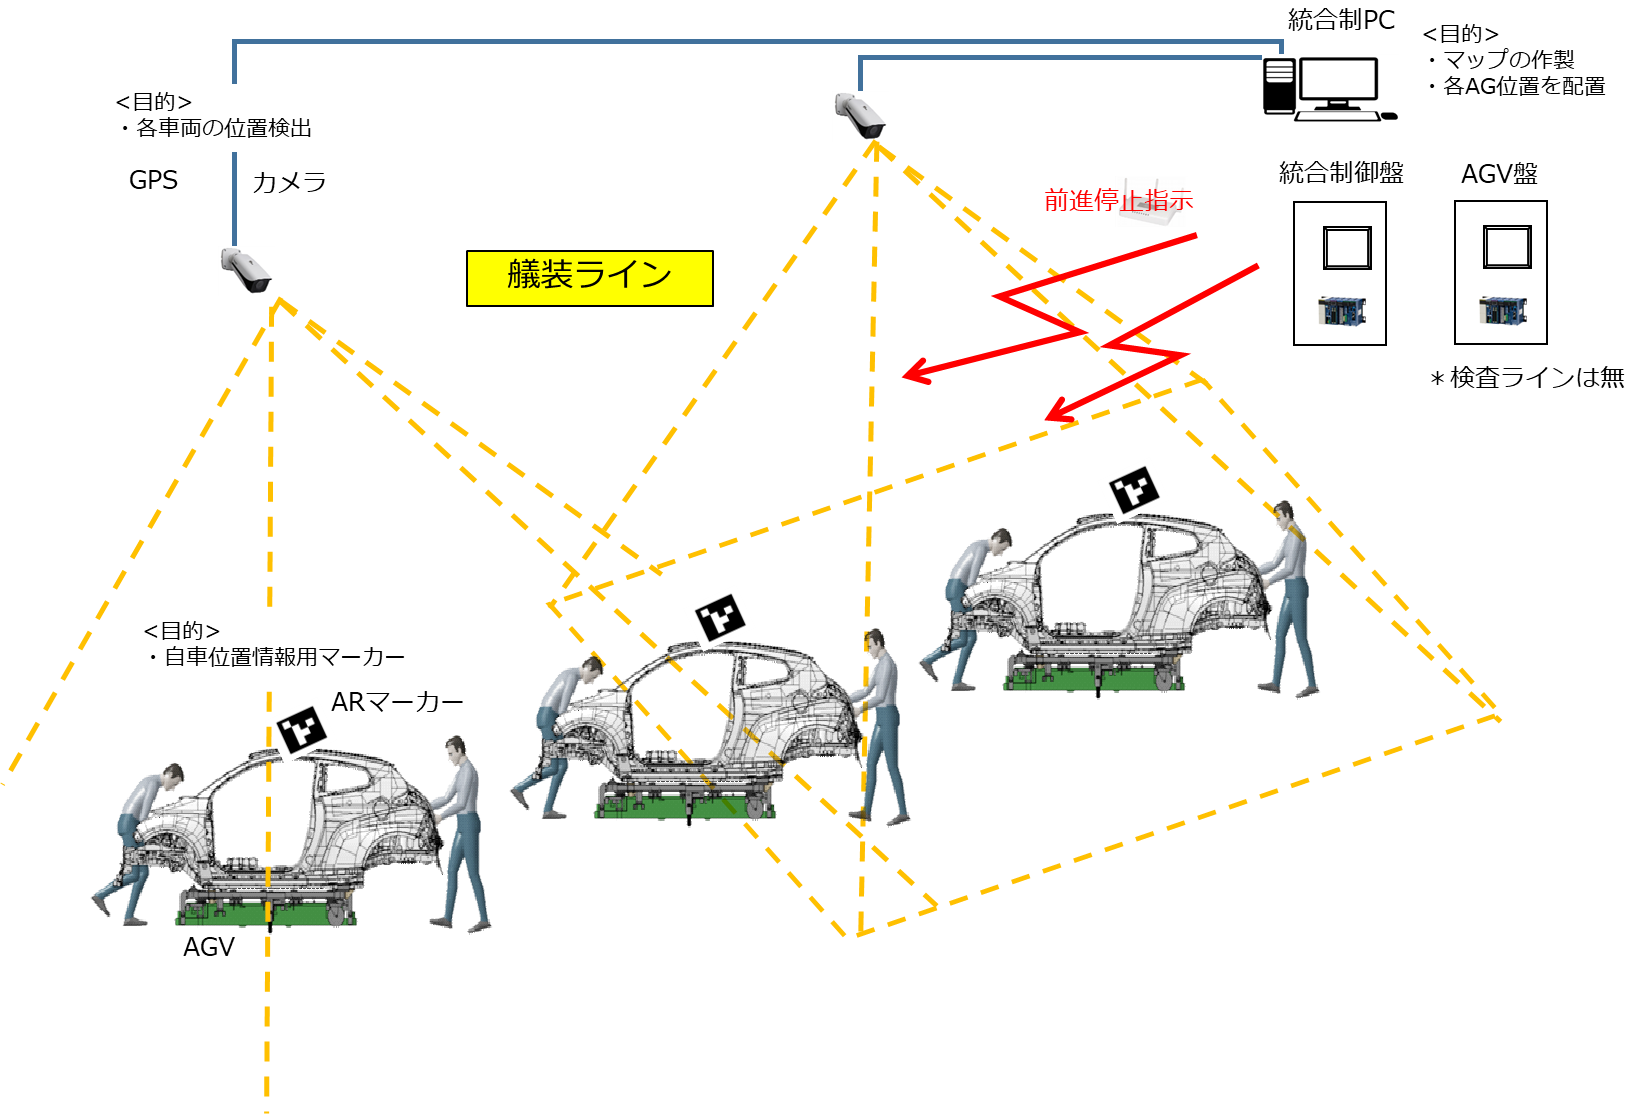 統合制PC
<目的>
・マップの作製
・各AG位置を配置
<目的>
・各車両の位置検出
GPS
カメラ
前進停止指示
統合制御盤
AGV盤
艤装ライン
＊検査ラインは無
<目的>
・自車位置情報用マーカー
ARマーカー
AGV